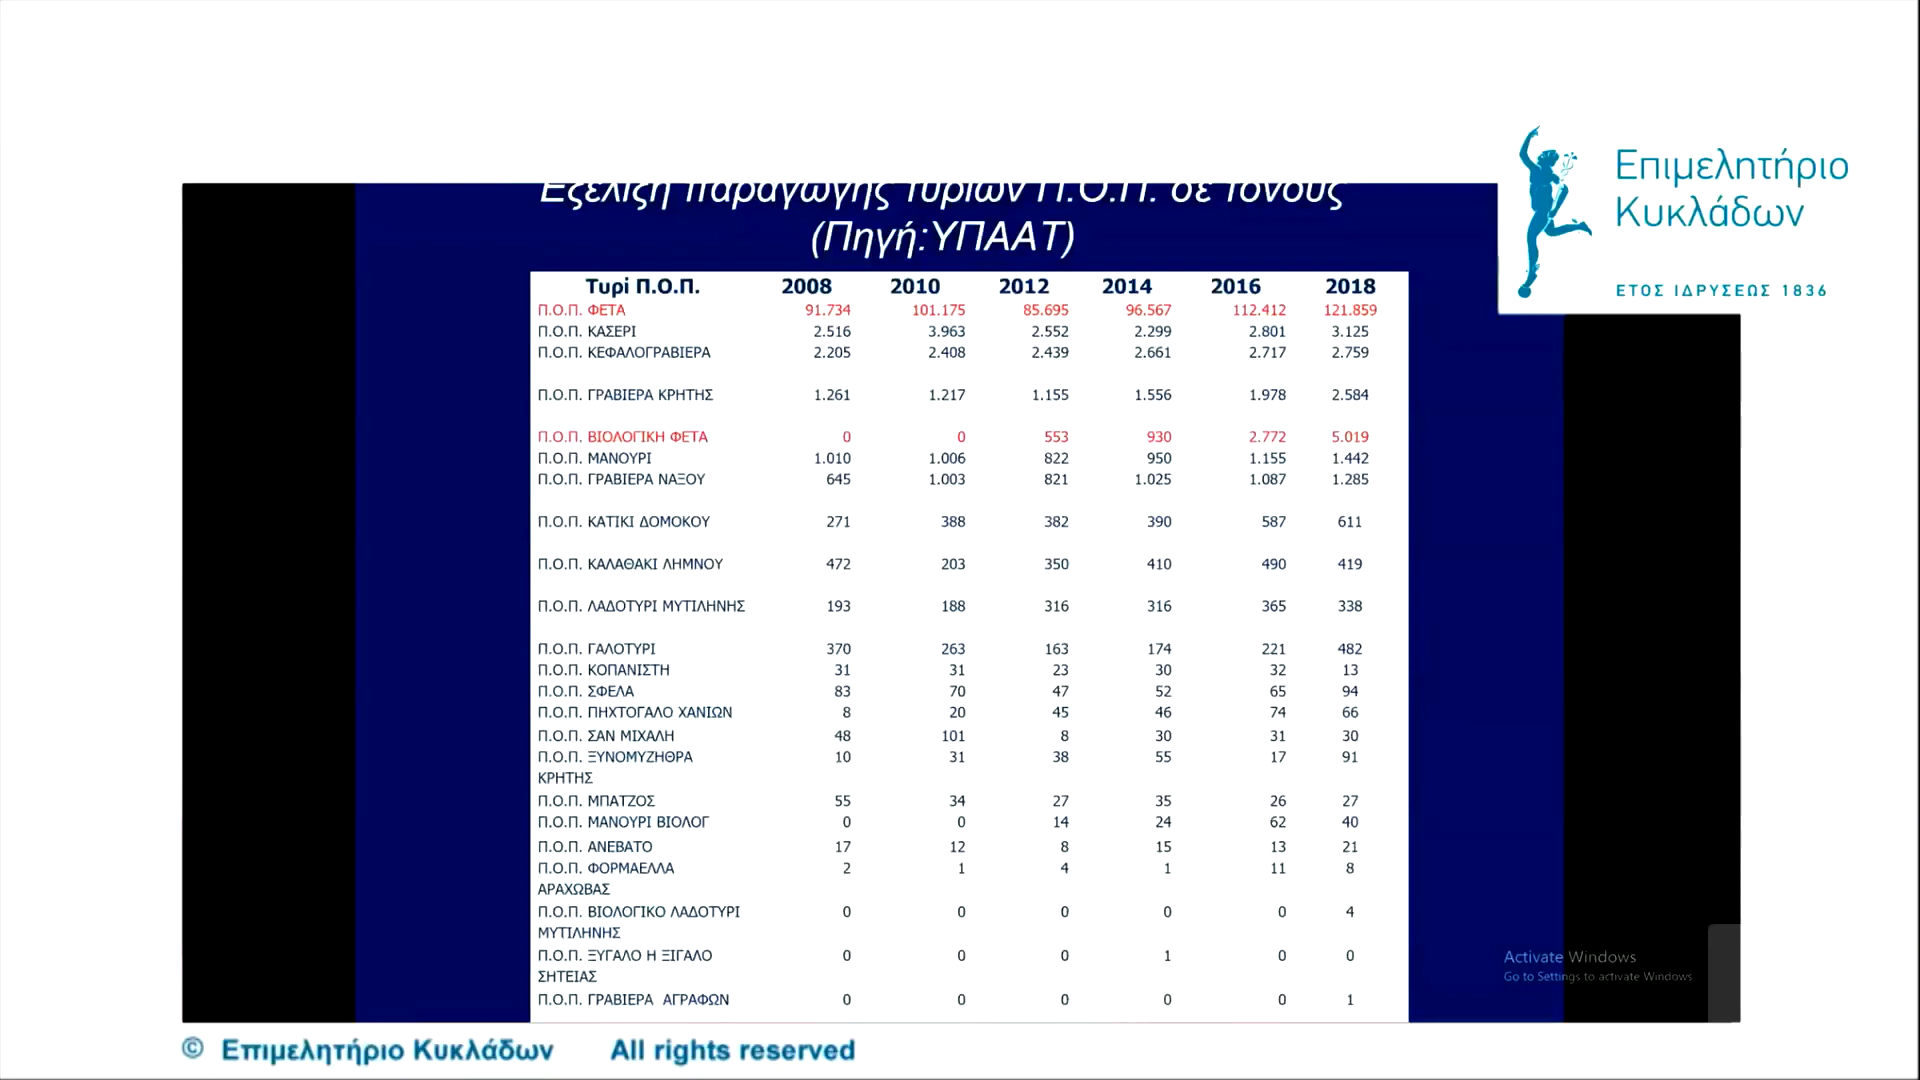 Εξέλιξη παραγωγής τυριών Π.Ο.Π. σε τόνους
(Πηγή:ΥΠΑΑΤ)
Επιμελητήριο
Κυκλάδων
ΕΤΟΣ ΙΔΡΥΣΕΩΣ 1836
Τυρί Π.Ο.Π. 2008 2010 2012 2014 2016 2018
Π.Ο.Π. ΦΕΤΑ 91.734 101.175 85.695 96.567 112.412 121.859
Π.Ο.Π. ΚΑΣΕΡΙ 2.516 3.963 2.552 2.299 2.801 3.125
Π.Ο.Π. ΚΕΦΑΛΟΓΡΑΒΙΕΡΑ 2.205 2.408 2.439 2.661 2.717 2.759
Π.Ο.Π. ΓΡΑΒΙΕΡΑ ΚΡΗΤΗΣ 1.261 1.217 1.155 1.556 1.978 2.584
Π.Ο.Π. ΒΙΟΛΟΓΙΚΗ ΦΕΤΑ 0 0 553 930 2.772 5.019
Π.Ο.Π. ΜΑΝΟΥΡΙ 1.010 1.006 822 950 1.155 1.442
Π.Ο.Π. ΓΡΑΒΙΕΡΑ ΝΑΞΟΥ 645 1.003 821 1.025 1.087 1.285
Π.Ο.Π. ΚΑΤΙΚΙ ΔΟΜΟΚΟΥ 271 388 382 390 587 611
Π.Ο.Π. ΚΑΛΑΘΑΚΙ ΛΗΜΝΟΥ 472 203 350 410 490 419
Π.Ο.Π. ΛΑΔΟΤΥΡΙ ΜΥΤΙΛΗΝΗΣ 193 188 316 316 365 338
Π.Ο.Π. ΓΑΛΟΤΥΡΙ 370 263 163 174 221 482
Π.Ο.Π. ΚΟΠΑΝΙΣΤΗ 31 31 23 30 32 13
Π.Ο.Π. ΣΦΕΛΑ 83 70 47 52 65 94
Π.Ο.Π. ΠΗΧΤΟΓΑΛΟ ΧΑΝΙΩΝ 8 20 45 46 74 66
Π.Ο.Π. ΣΑΝ ΜΙΧΑΛΗ 48 101 8 30 31 30
Π.Ο.Π. ΞΥΝΟΜΥΖΗΘΡΑ 10 31 38 55 17 91
ΚΡΗΤΗΣ
Π.Ο.Π. ΜΠΑΤΖΟΣ 55 34 27 35 26 27
Π.Ο.Π. ΜΑΝΟΥΡΙ ΒΙΟΛΟΓ 0 0 14 24 62 40
Π.Ο.Π. ΑΝΕΒΑΤΟ 17 12 8 15 13 21
Π.Ο.Π. ΦΟΡΜΑΕΛΛΑ 2 1 4 1 11 8
ΑΡΑΧΩΒΑΣ
Π.Ο.Π. ΒΙΟΛΟΓΙΚΟ ΛΑΔΟΤΥΡΙ 0 0 0 0 0 4
ΜΥΤΙΛΗΝΗΣ
Π.Ο.Π. ΞΥΓΑΛΟ Η ΞΙΓΑΛΟ 0 0 0 1 0 0
ΣΗΤΕΙΑΣ
Π.Ο.Π. ΓΡΑΒΙΕΡΑ ΑΓΡΑΦΩΝ 0 0 0 0 0 1
Activate Windows
Go to Settings to activate Windows
© Επιμελητήριο Κυκλάδων All rights reserved